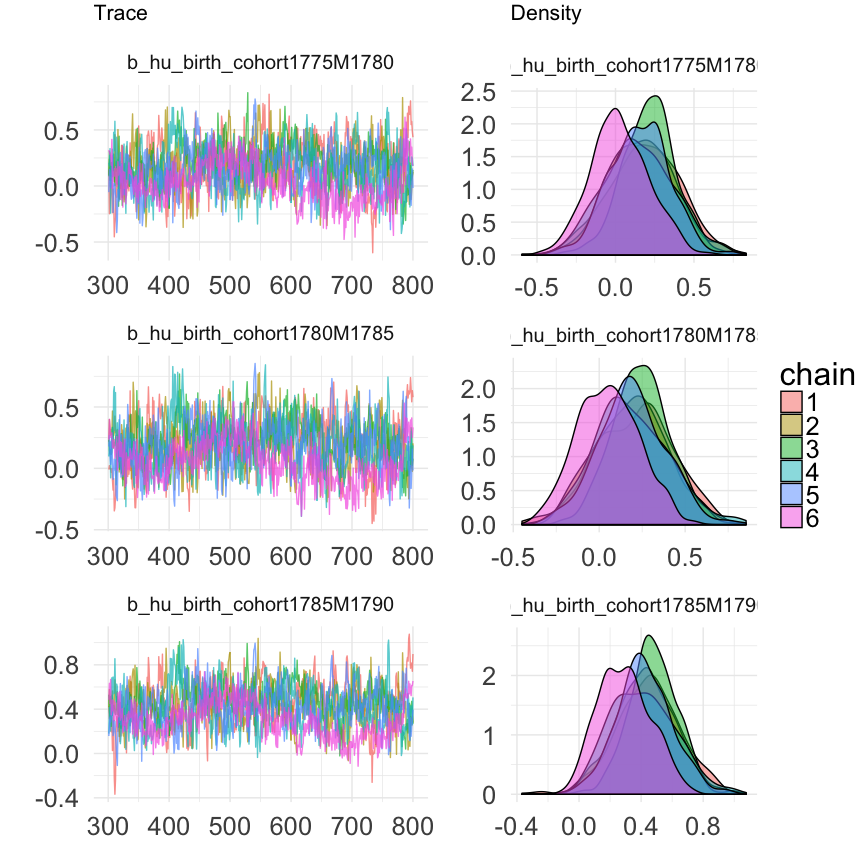 Trace
Density
b_hu_birth_cohort1775M1780
_hu_birth_cohort1775M178
0.5
0.0
-0.5
300 400 500 600 700 800
2.5
2.0
1.5
1.0
0.5
0.0
-0.5 0.0 0.5
b_hu_birth_cohort1780M1785
_hu_birth_cohort1780M178
0.5
0.0
-0.5
300 400 500 600 700 800
2.0
1.5
1.0
0.5
0.0
-0.5 0.0 0.5
chain
1
2
3
4
5
6
b_hu_birth_cohort1785M1790
_hu_birth_cohort1785M179
0.8
0.4
0.0
-0.4
300 400 500 600 700 800
2
1
0
-0.4 0.0 0.4 0.8